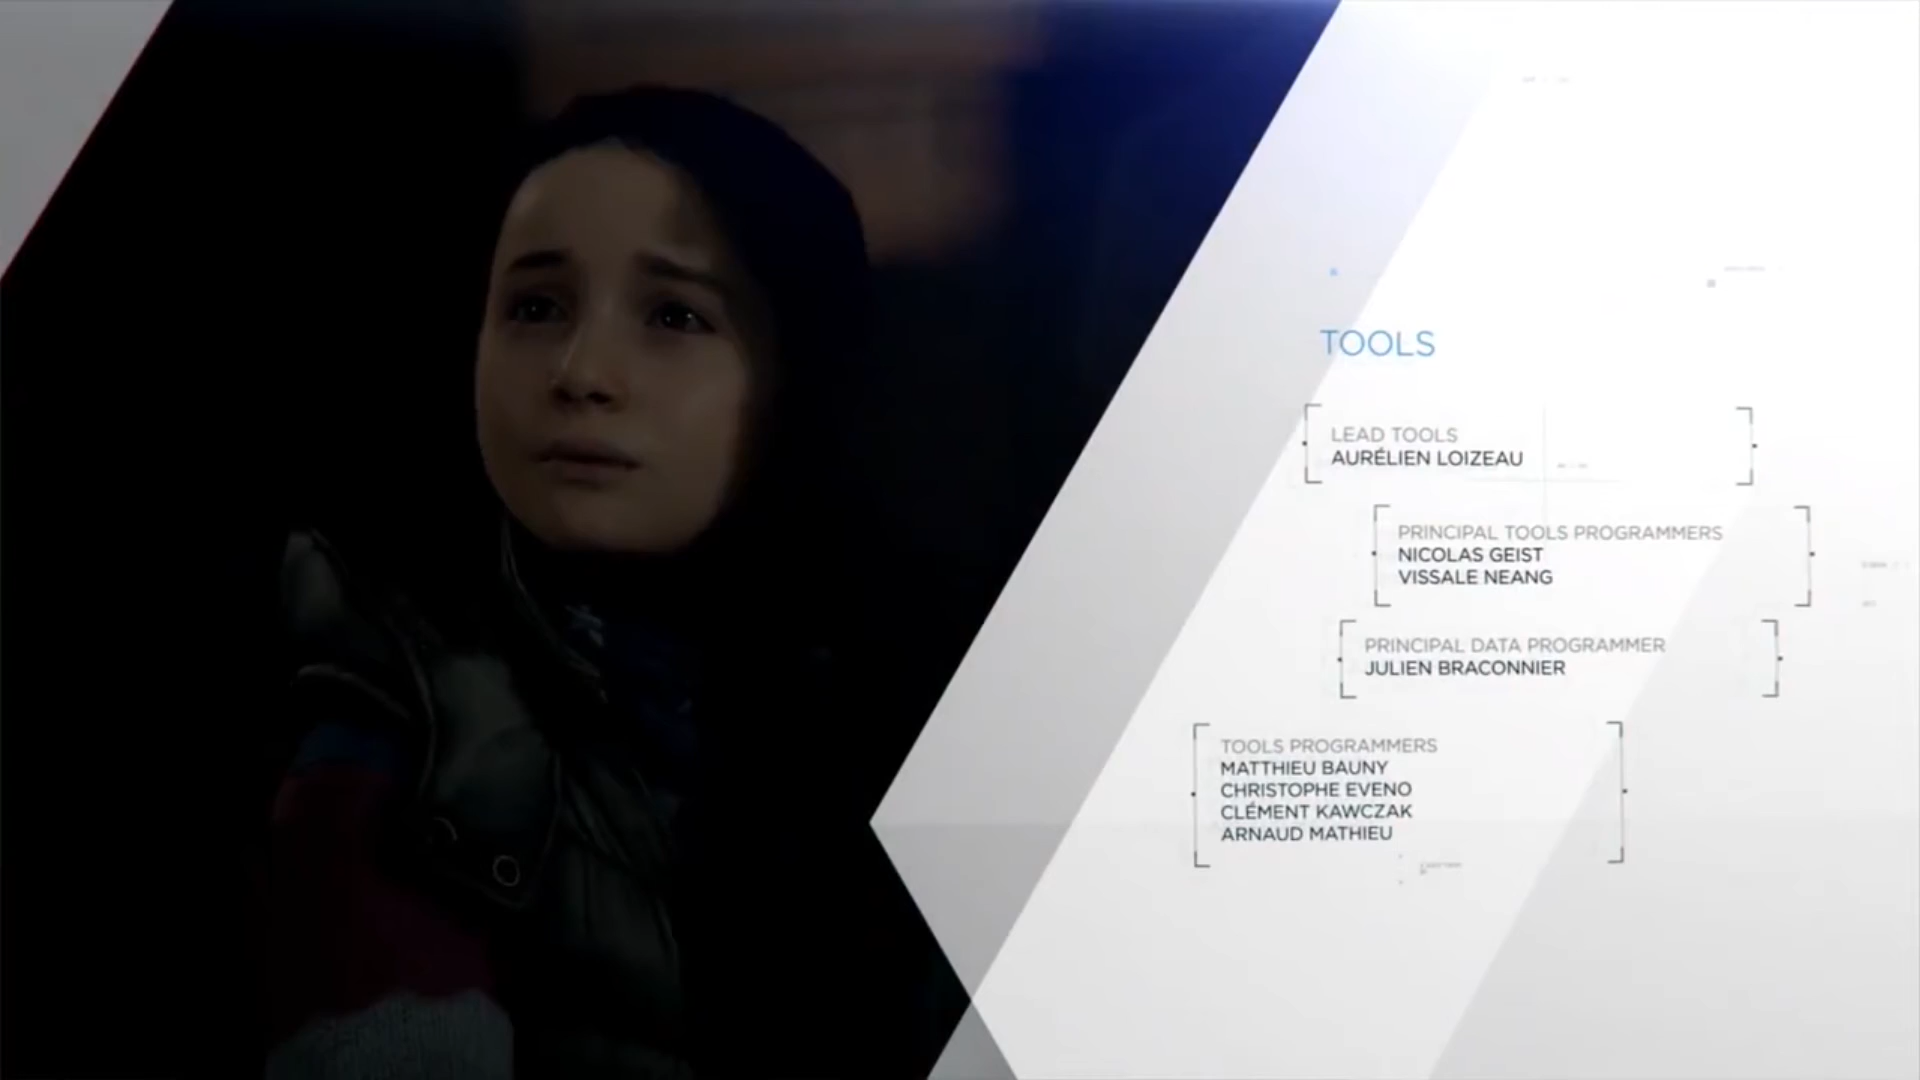 TOOLS
LEAD TOOLS
AURÉLIEN LOIZEAU
PRINCIPAL TOOLS PROGRAMMERS
NICOLAS GEIST
VISSALE NEANG
PRINCIPAL DATA PROGRAMMER
JULIEN BRACONNIER
TOOLS PROGRAMMERS
MATTHIEU BAUNY
CHRISTOPHE EVENO
CLÉMENT KAWCZAK
ARNAUD MATHIEU